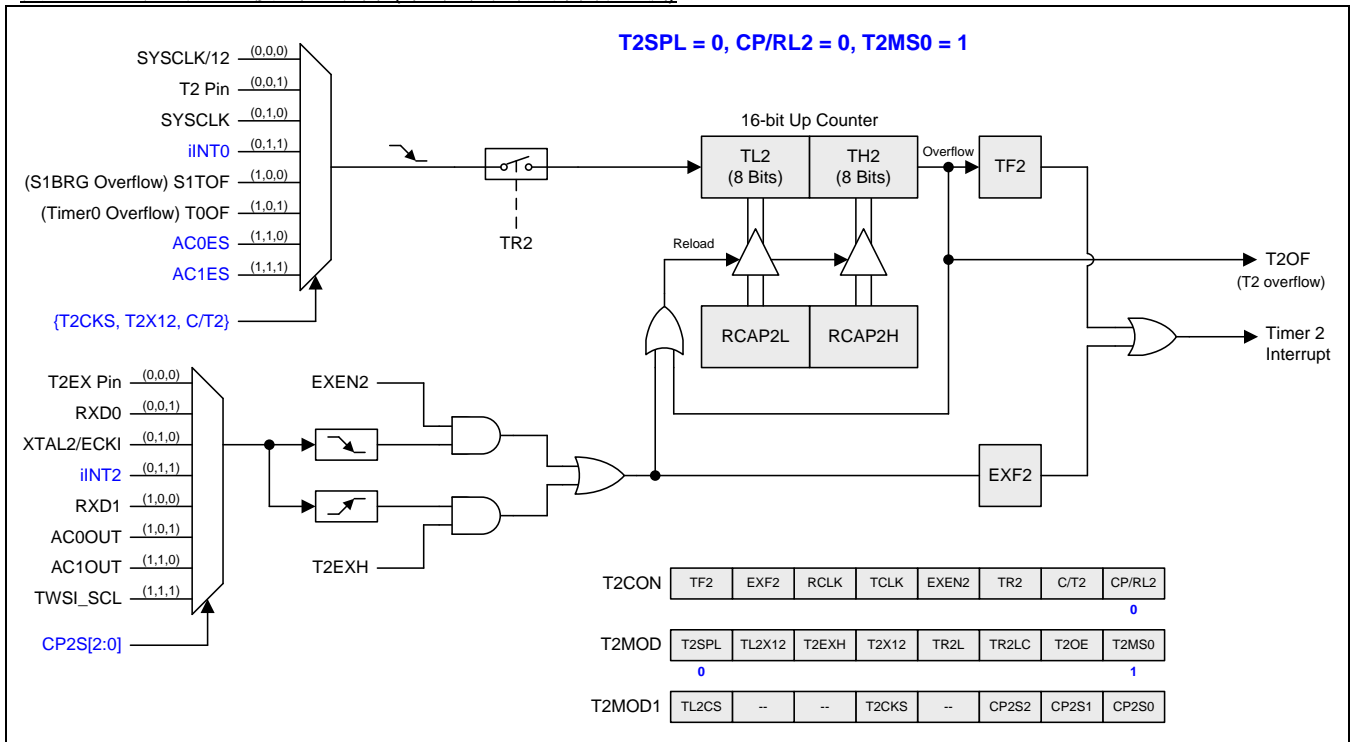 T2SPL = 0, CP/RL2 = 0, T2MS0 = 1
SYSCLK/12 (0,0,0)
T2 Pin (0,0,1)
SYSCLK (0,1,0)
iINT0 (0,1,1)
(S1BRG Overflow) S1TOF (1,0,0)
(Timer0 Overflow) T0OF (1,0,1)
AC0ES (1,1,0)
AC1ES (1,1,1)
{T2CKS, T2X12, C/T2}
TR2
16-bit Up Counter
TL2
(8 Bits)
TH2
(8 Bits)
Overflow
TF2
Reload
RCAP2L
RCAP2H
T2OF
(T2 overflow)
Timer 2
Interrupt
T2EX Pin (0,0,0)
RXD0 (0,0,1)
XTAL2/ECKI (0,1,0)
iINT2 (0,1,1)
RXD1 (1,0,0)
AC0OUT (1,0,1)
AC1OUT (1,1,0)
TWSI_SCL (1,1,1)
CP2S[2:0]
EXEN2
T2EXH
EXF2
T2CON TF2 EXF2 RCLK TCLK EXEN2 TR2 C/T2 CP/RL2
0
T2MOD T2SPL TL2X12 T2EXH T2X12 TR2L TR2LC T2OE T2MS0
0 1
T2MOD1 TL2CS -- -- T2CKS -- CP2S2 CP2S1 CP2S0